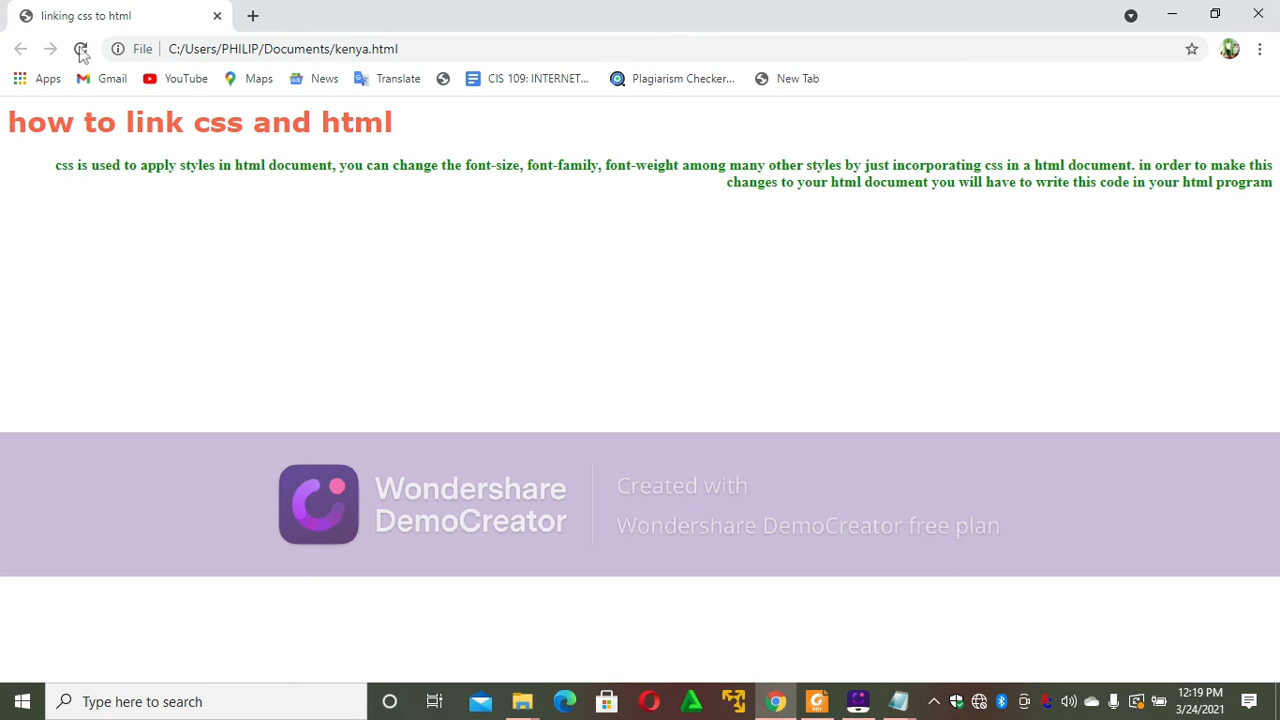 linking css to html
File
C:/Users/PHILIP/Documents/kenya.html
Apps
Gmail
YouTube
Maps
News
Translate
CIS 109: INTERNET...
Plagiarism Checker...
New Tab
how to link css and html
css is used to apply styles in html document, you can change the font-size, font-family, font-weight among many other styles by just incorporating css in a html document. in order to make this
changes to your html document you will have to write this code in your html program
Wondershare
DemoCreator
Created with
Wondershare DemoCreator free plan
Type here to search
12:19 PM
3/24/2021